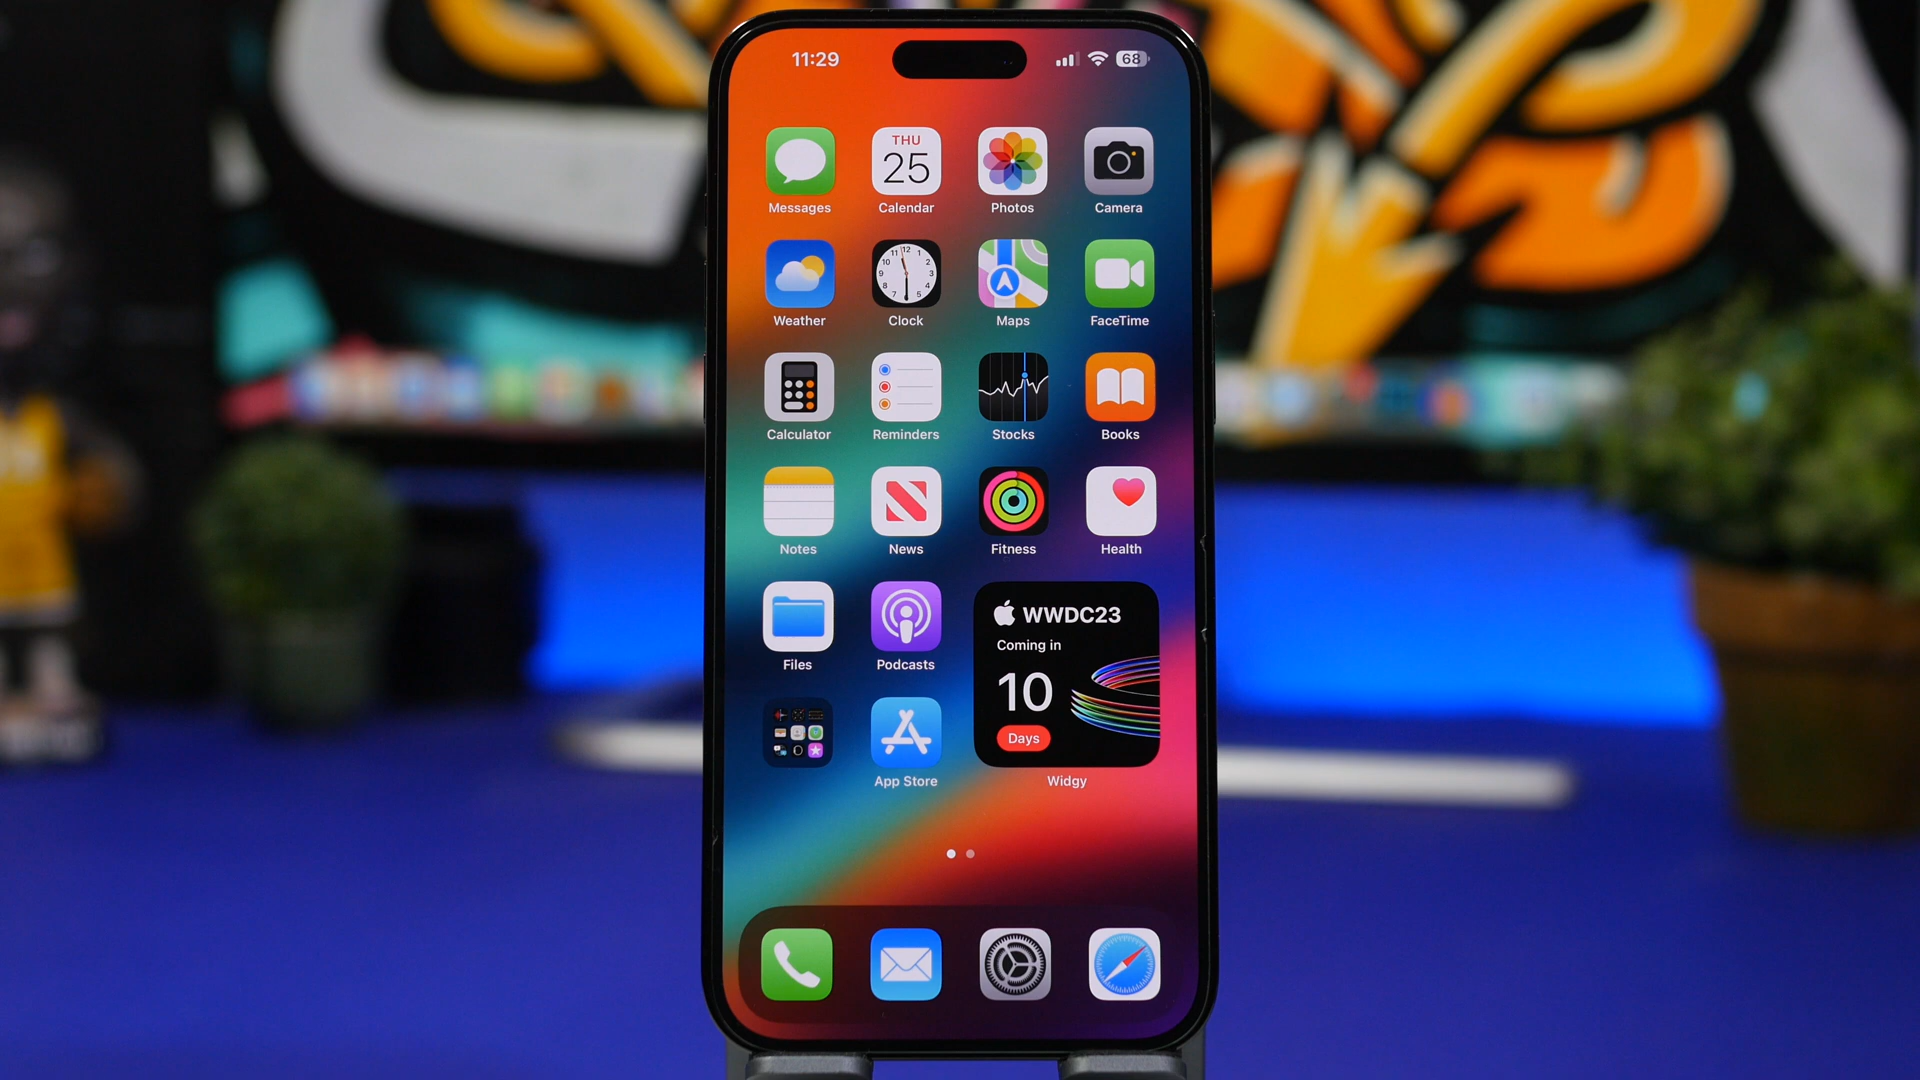 11:29 68
THU
25
Messages Calendar Photos Camera
Weather Clock Maps FaceTime
Calculator Reminders Stocks Books
Notes News Fitness Health
WWDC23
Coming in
10
Days
Files Podcasts
App Store Widgy